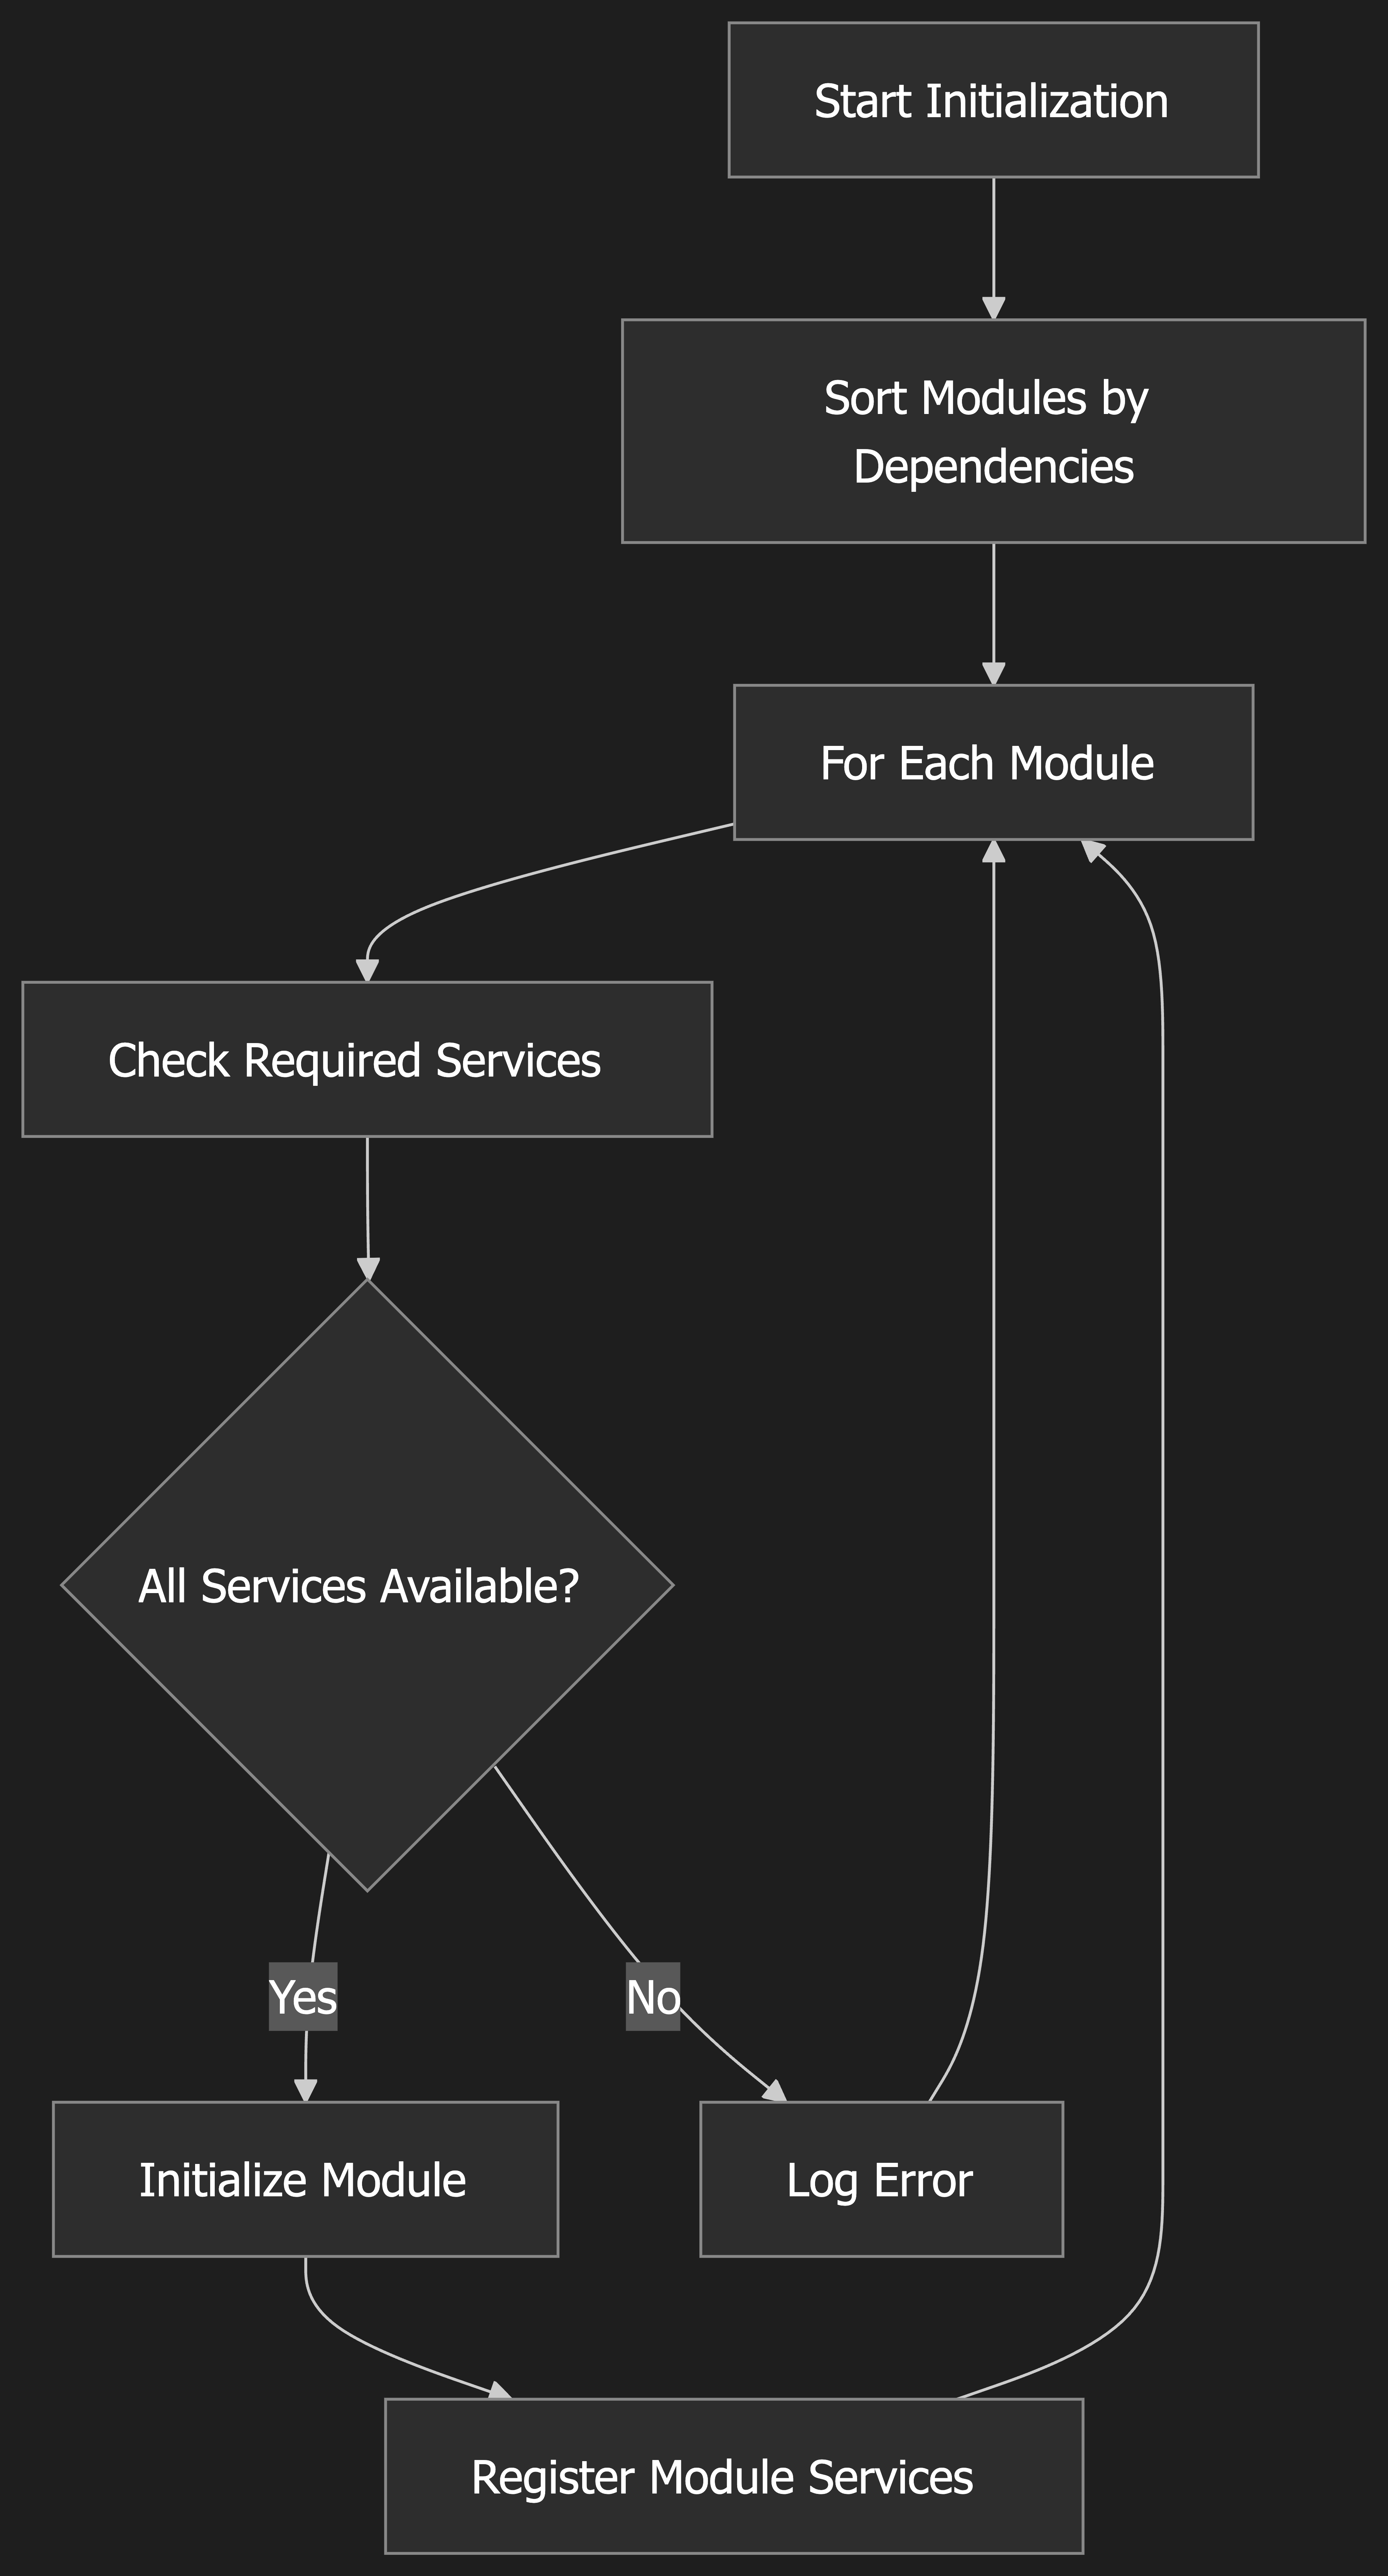 Start Initialization
Sort Modules by
Dependencies
For Each Module
Check Required Services
All Services Available?
Yes
No
Initialize Module
Log Error
Register Module Services